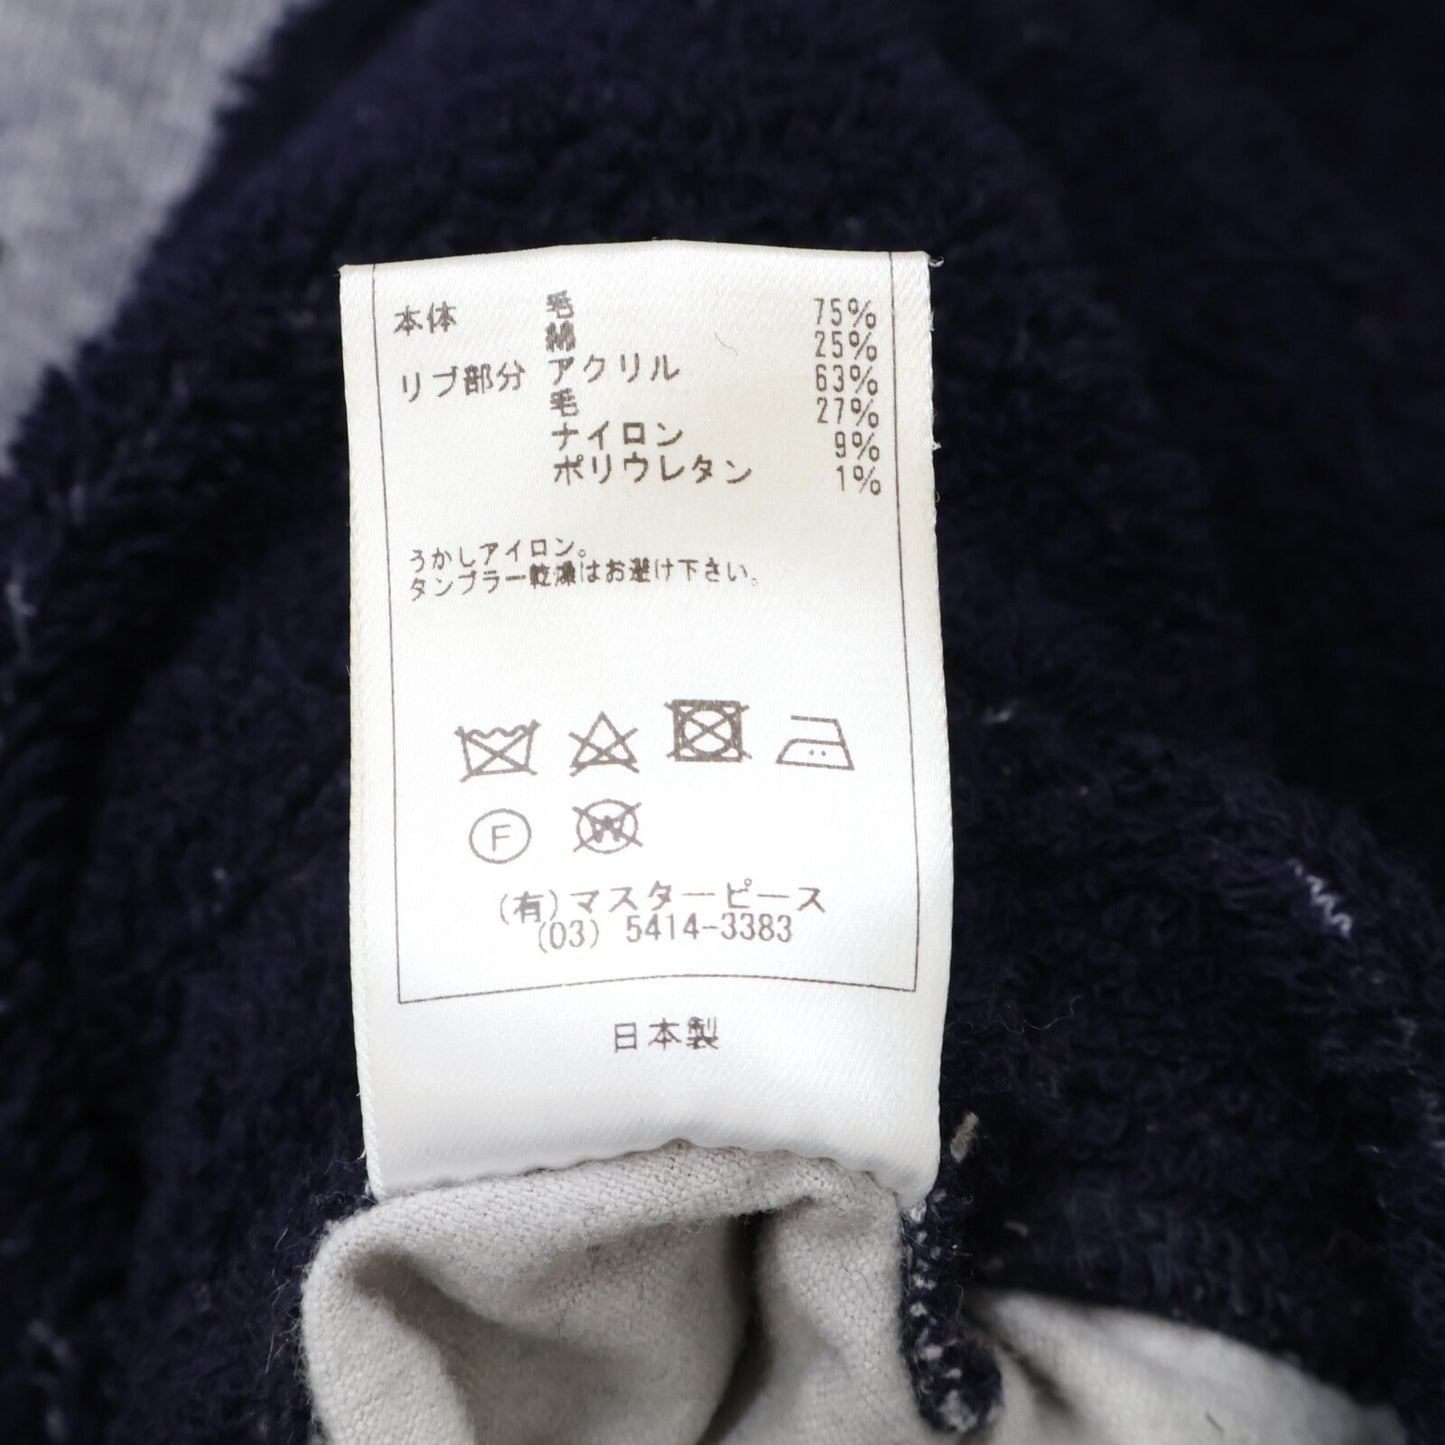 本体 毛 75%
綿 25%
リブ部分 アクリル 63%
毛 27%
ナイロン 9%
ポリウレタン 1%
うかしアイロン。
タンブラー乾燥はお避け下さい。
F W
(有)マスターピース
(03) 5414-3383
日本製